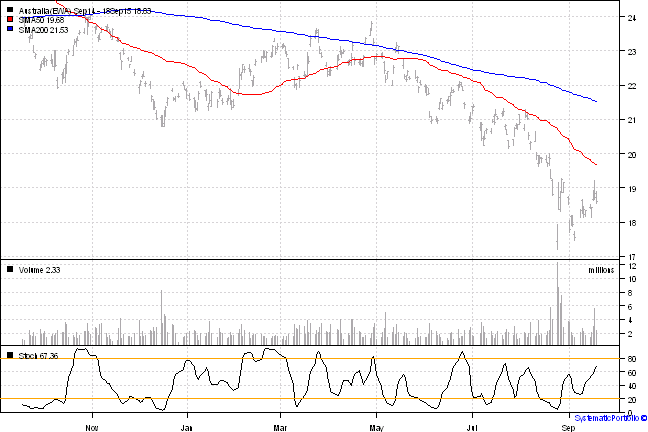 Australia (EWA) Sep14 - 18Sep15 18.63
SMA50 19.68
SMA200 21.53
24
23
22
21
20
19
18
17
Volume 2.33
millions
12
10
8
6
4
2
Stoch 67.36
80
60
40
20
0
Nov Jan Mar May Jul Sep
SystematicPortfolio ©